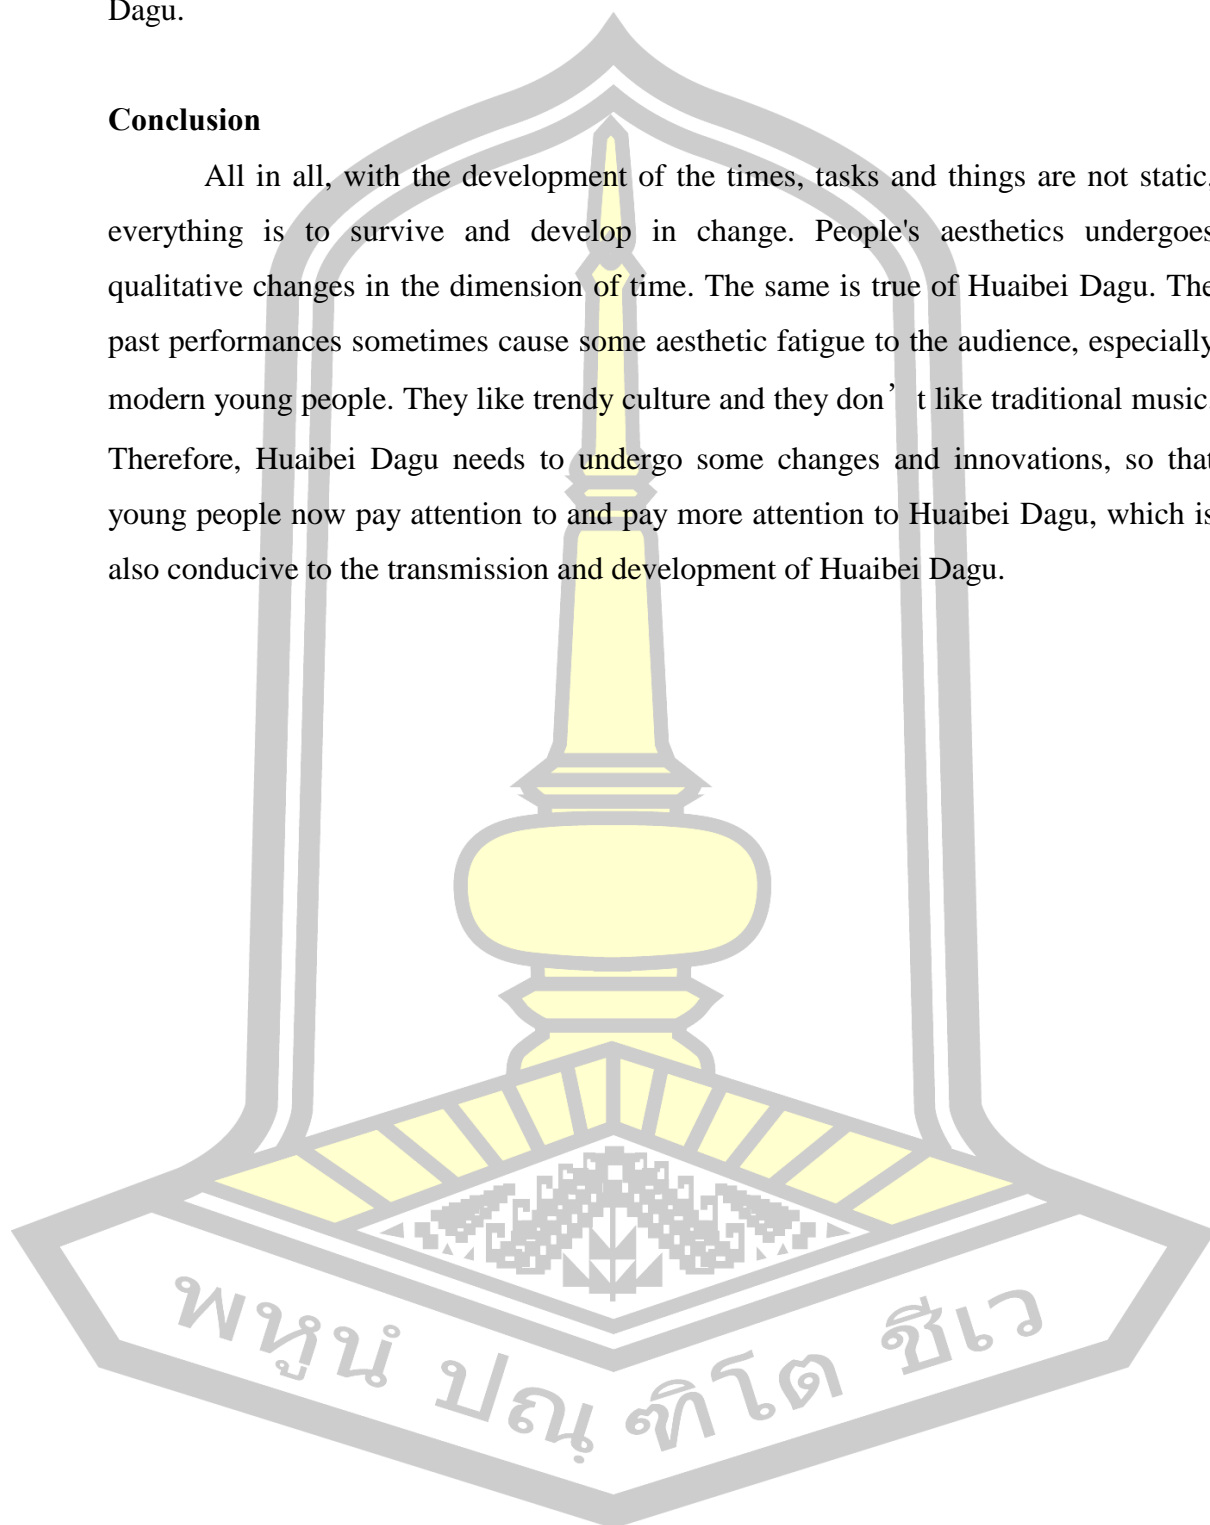 Dagu.
Conclusion
All in all, with the development of the times, tasks and things are not static,
everything is to survive and develop in change. People's aesthetics undergoes
qualitative changes in the dimension of time. The same is true of Huaibei Dagu. The
past performances sometimes cause some aesthetic fatigue to the audience, especially
modern young people. They like trendy culture and they don’t like traditional music.
Therefore, Huaibei Dagu needs to undergo some changes and innovations, so that
young people now pay attention to and pay more attention to Huaibei Dagu, which is
also conducive to the transmission and development of Huaibei Dagu.
พหูนํ ปณฺฑิโต ชีเว